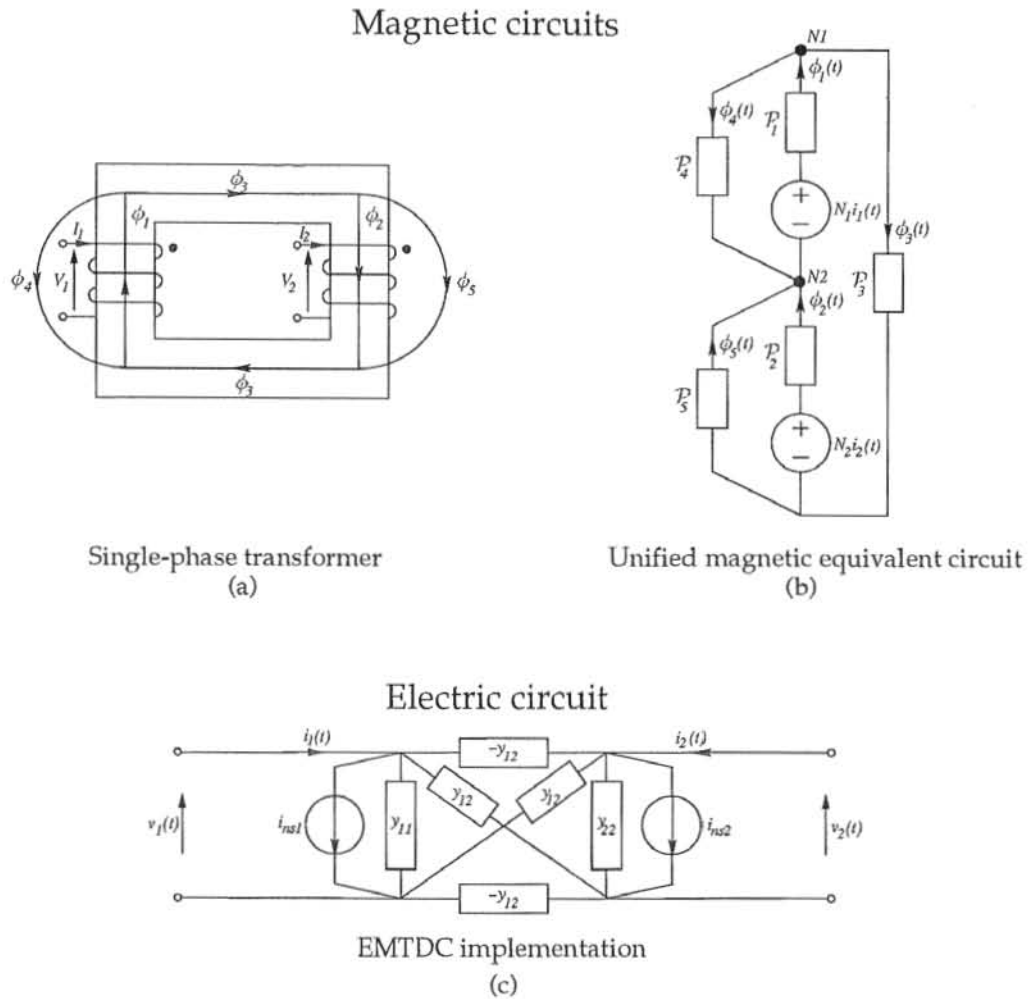 Magnetic circuits
ϕ3
ϕ1
ϕ2
I1
I2
V1
V2
ϕ4
ϕ5
ϕ3
Single-phase transformer
(a)
N1
ϕ1(t)
ϕ4(t)
P1
P4
N1i1(t)
ϕ3(t)
N2
P3
ϕ2(t)
ϕ5(t)
P2
P5
N2i2(t)
Unified magnetic equivalent circuit
(b)
Electric circuit
i1(t)
-y12
i2(t)
v1(t)
ins1
y11
y12
y12
y22
ins2
v2(t)
-y12
EMTDC implementation
(c)